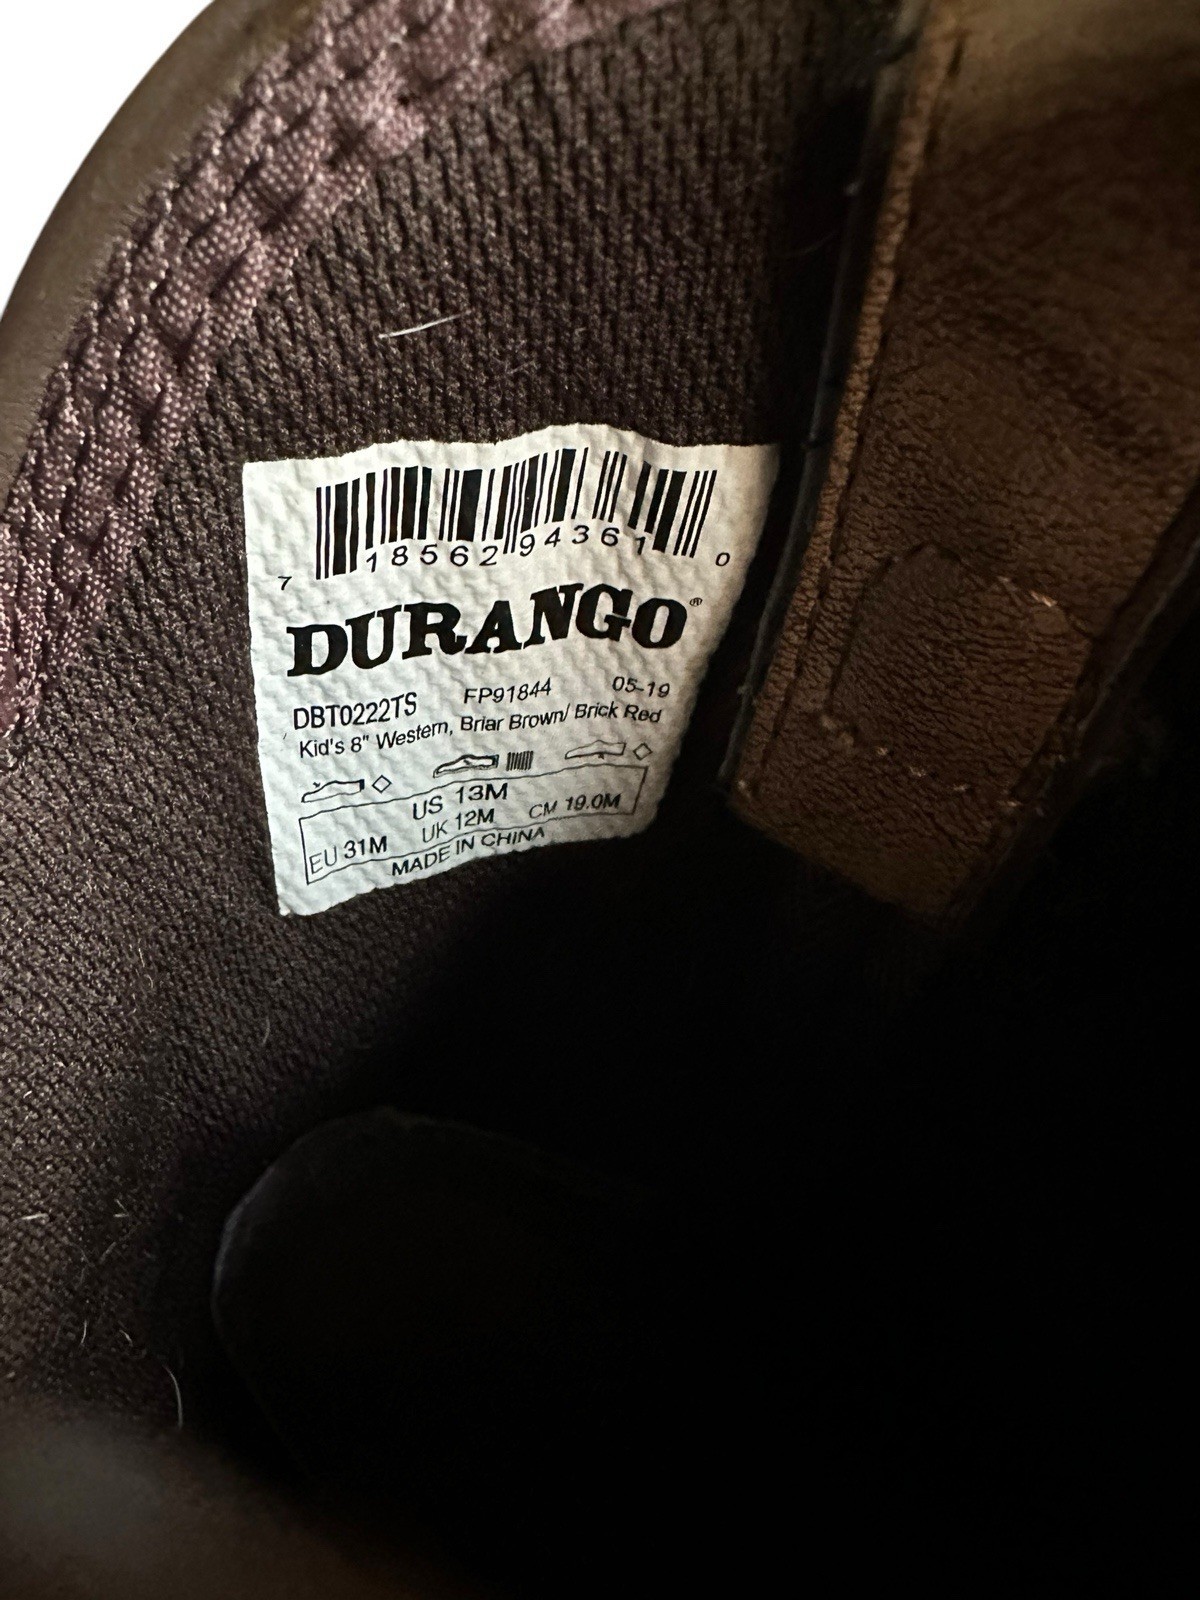 7 18562 94361 0
DURANGO®
DBT0222TS FP91844 05-19
Kid's 8" Western, Briar Brown/ Brick Red
US 13M
EU 31M UK 12M CM 19.0M
MADE IN CHINA